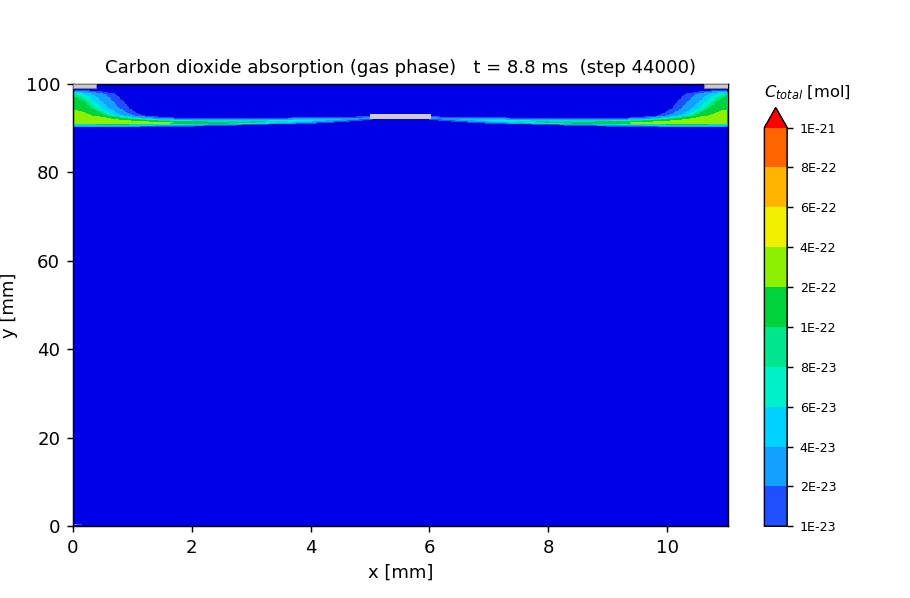 Carbon dioxide absorption (gas phase)   t = 8.8 ms  (step 44000)
C_total [mol]
1E-21
8E-22
6E-22
4E-22
2E-22
1E-22
8E-23
6E-23
4E-23
2E-23
1E-23
100
80
60
40
20
0
y [mm]
0 2 4 6 8 10
x [mm]